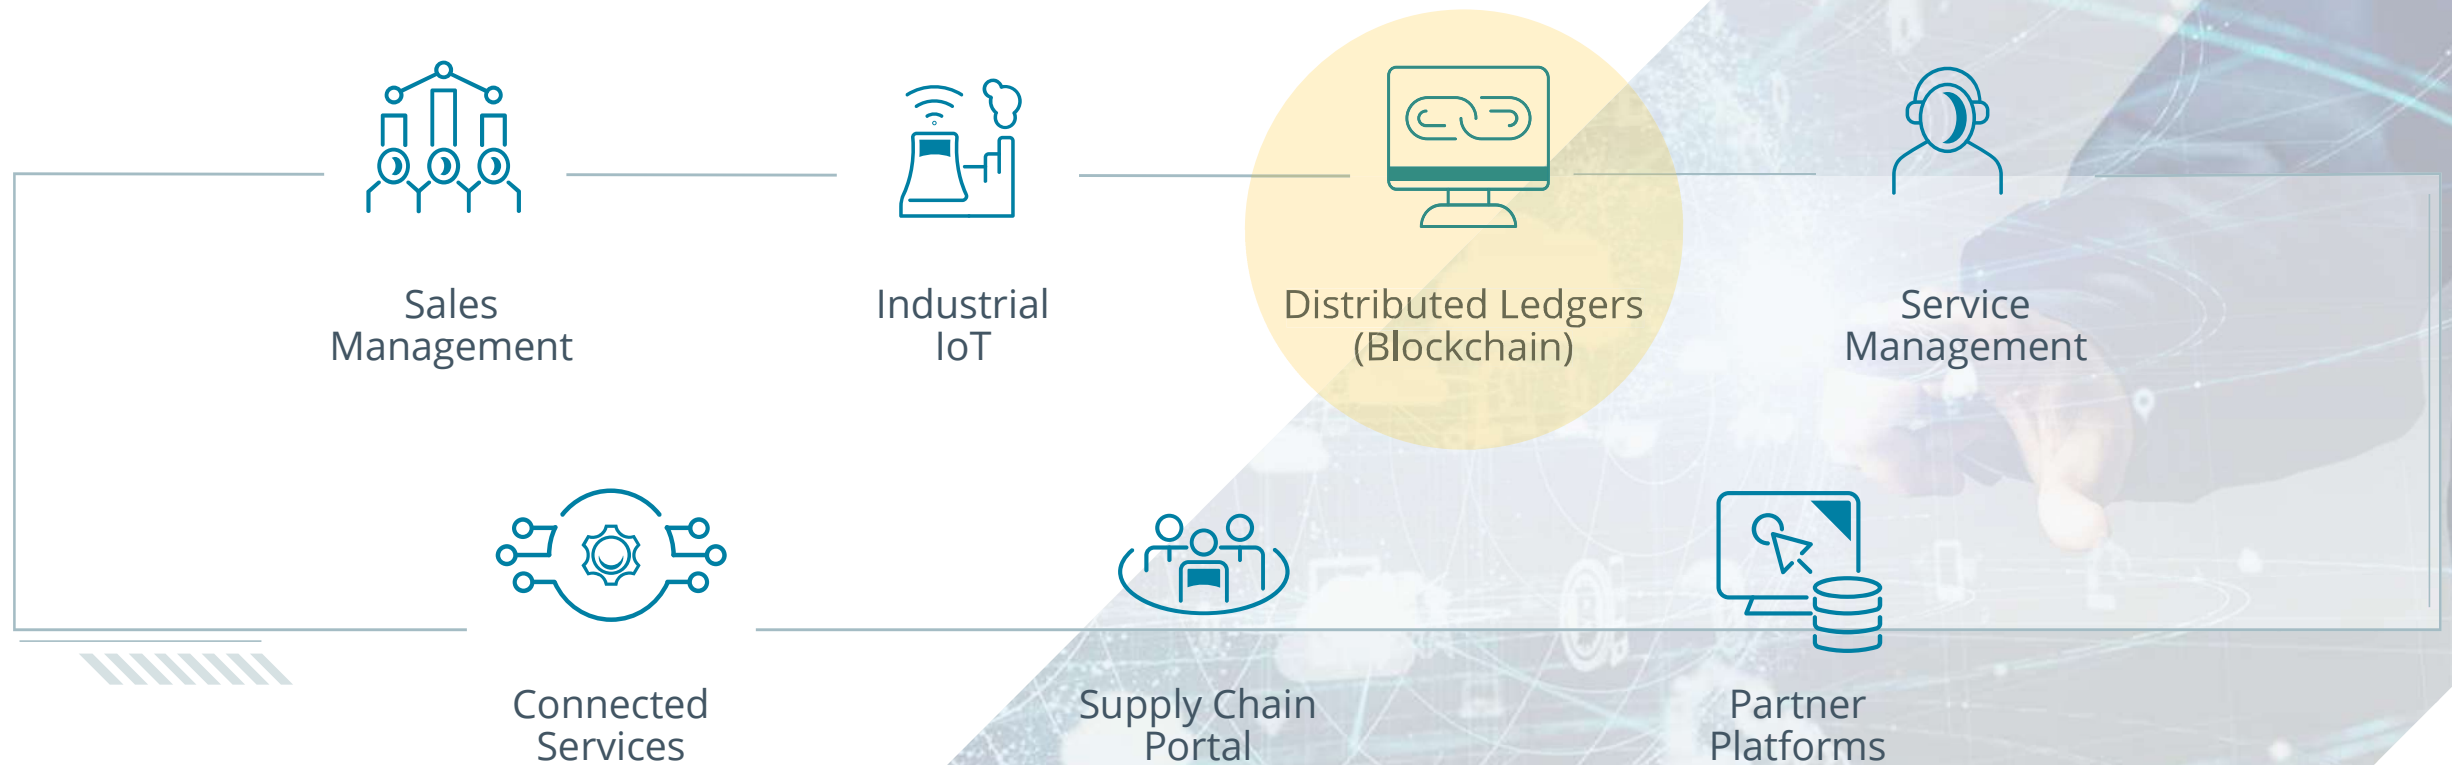 Sales
Management
Industrial
IoT
Distributed Ledgers
(Blockchain)
Service
Management
Connected
Services
Supply Chain
Portal
Partner
Platforms